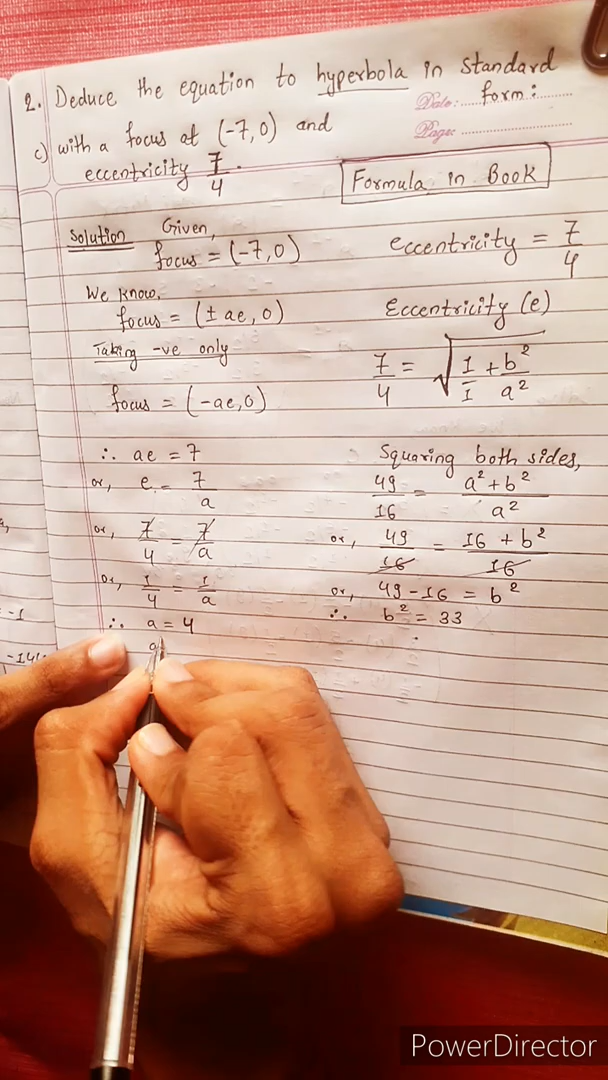 2. Deduce the equation to hyperbola in standard form:
Date:
Page:
c) with a focus at (-7,0) and
eccentricity 7/4.
Formula in Book
Solution Given,
focus = (-7,0)
We know,
focus = (± ae, 0)
Taking -ve only
focus = (-ae,0)
∴ ae = 7
or, e = 7/a
or, 7/4 = 7/a
or, 1/4 = 1/a
∴ a = 4
eccentricity = 7/4
Eccentricity (e)
7/4 = √(1/1 + b²/a²)
Squaring both sides,
49/16 = (a² + b²)/a²
or, 49/16 = (16 + b²)/16
or, 49 - 16 = b²
∴ b² = 33
PowerDirector